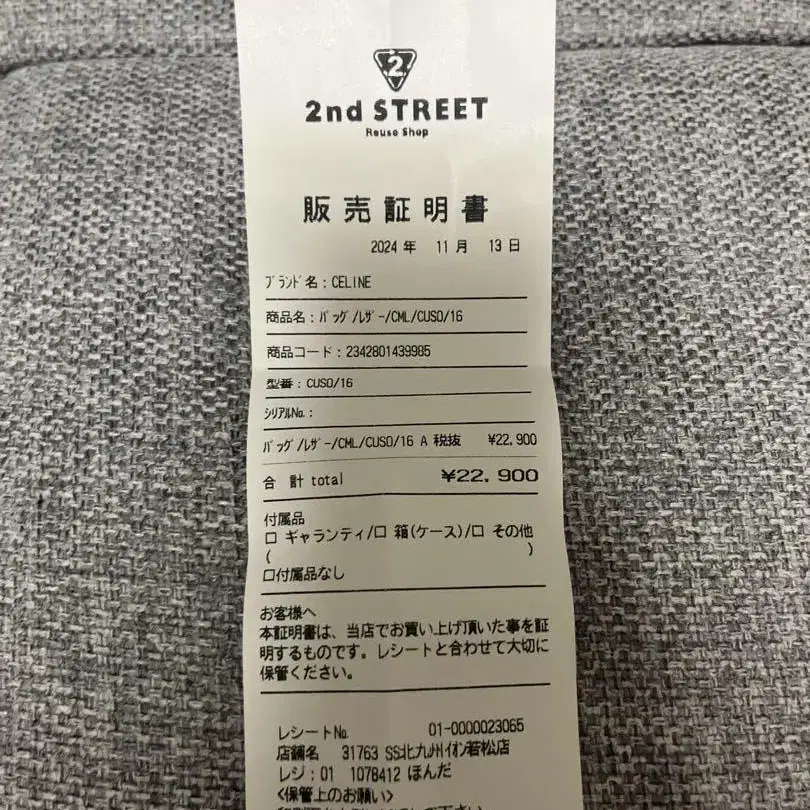 2
2nd STREET
Reuse Shop
販売証明書
2024 年 11 月 13 日
ブランド名：CELINE
商品名：バッグ/レザー/CML/CUSO/16
商品コード：2342801439985
型番：CUSO/16
シリアルNo.：
バッグ/レザー/CML/CUSO/16 A 税抜 ¥22,900
合 計 total ¥22,900
付属品
□ ギャランティ/□ 箱(ケース)/□ その他
( )
□付属品なし
お客様へ
本証明書は、当店でお買い上げ頂いた事を証
明するものです。レシートと合わせて大切に
保管ください。
レシートNo. 01-0000023065
店舗名 31763 SS北九州イオン若松店
レジ：01 1078412 ほんだ
<保管上のお願い>